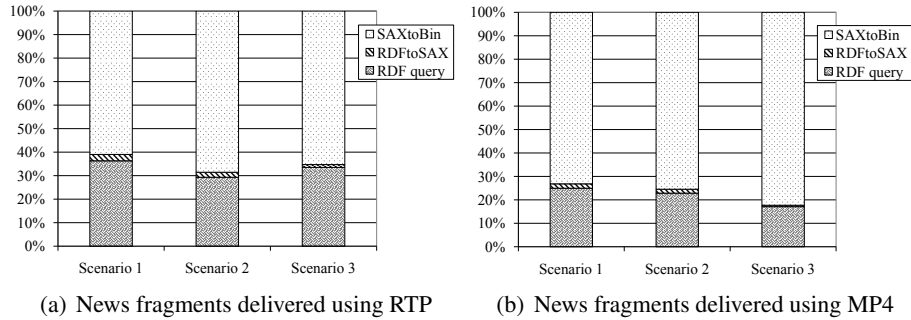 100%
90%
80%
70%
60%
50%
40%
30%
20%
10%
0%
SAXtoBin
RDFtoSAX
RDF query
Scenario 1 Scenario 2 Scenario 3
(a) News fragments delivered using RTP
100%
90%
80%
70%
60%
50%
40%
30%
20%
10%
0%
SAXtoBin
RDFtoSAX
RDF query
Scenario 1 Scenario 2 Scenario 3
(b) News fragments delivered using MP4